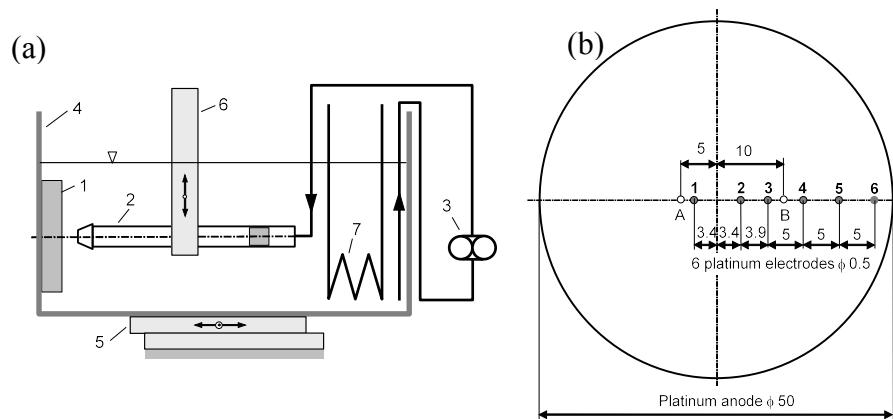 (a)
4
6
1
2
3
7
5
(b)
5 10
1 2 3 4 5 6
A B
3.4 3.4 3.9 5 5 5
6 platinum electrodes ϕ 0.5
Platinum anode ϕ 50